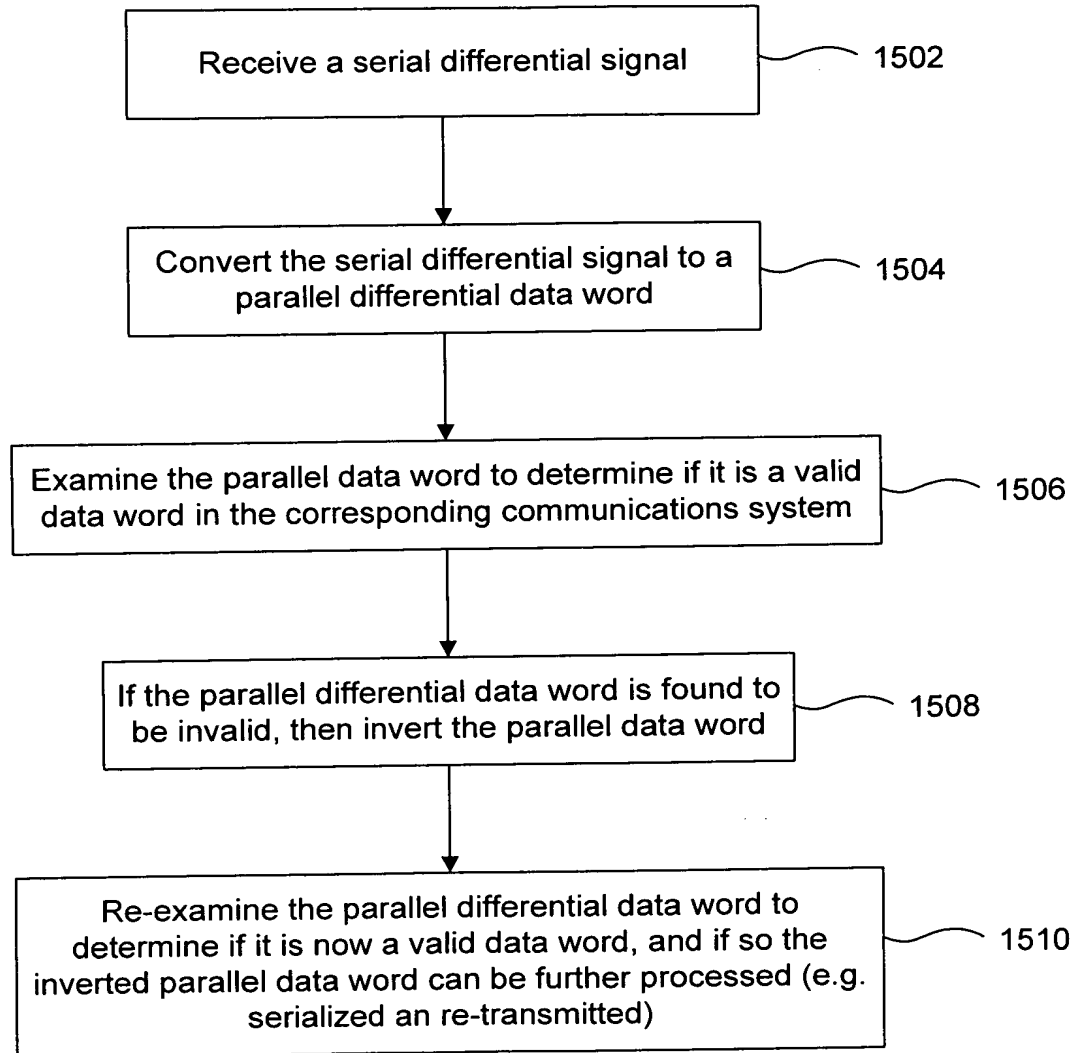 Receive a serial differential signal
1502
Convert the serial differential signal to a
parallel differential data word
1504
Examine the parallel data word to determine if it is a valid
data word in the corresponding communications system
1506
If the parallel differential data word is found to
be invalid, then invert the parallel data word
1508
Re-examine the parallel differential data word to
determine if it is now a valid data word, and if so the
inverted parallel data word can be further processed (e.g.
serialized an re-transmitted)
1510